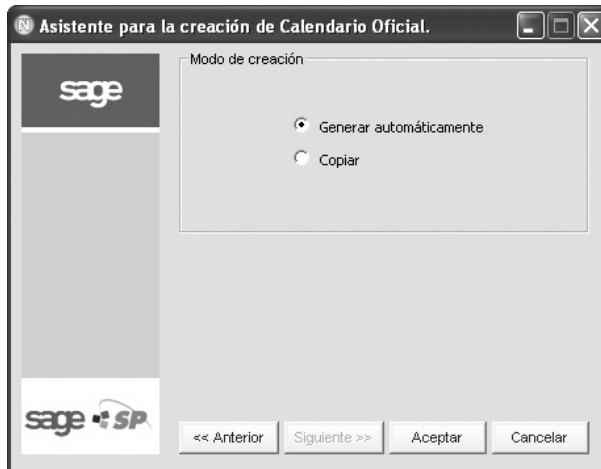 Asistente para la creación de Calendario Oficial.
sage
Modo de creación
Generar automáticamente
Copiar
sage SP
<< Anterior
Siguiente >>
Aceptar
Cancelar